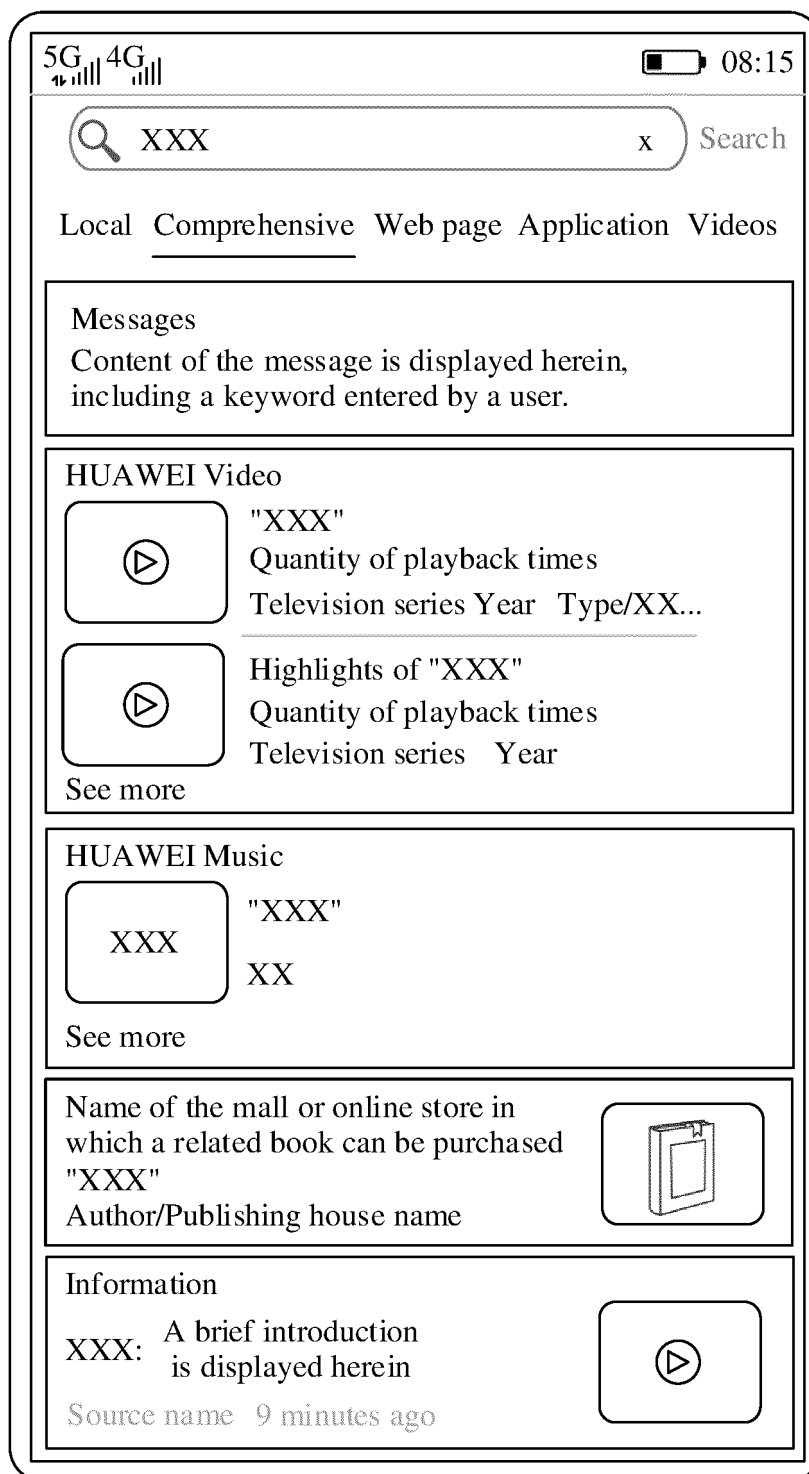 5G 4G 08:15
XXX x Search
Local Comprehensive Web page Application Videos
Messages
Content of the message is displayed herein,
including a keyword entered by a user.
HUAWEI Video
"XXX"
Quantity of playback times
Television series Year Type/XX...
Highlights of "XXX"
Quantity of playback times
Television series Year
See more
HUAWEI Music
XXX
"XXX"
XX
See more
Name of the mall or online store in
which a related book can be purchased
"XXX"
Author/Publishing house name
Information
XXX: A brief introduction
is displayed herein
Source name 9 minutes ago